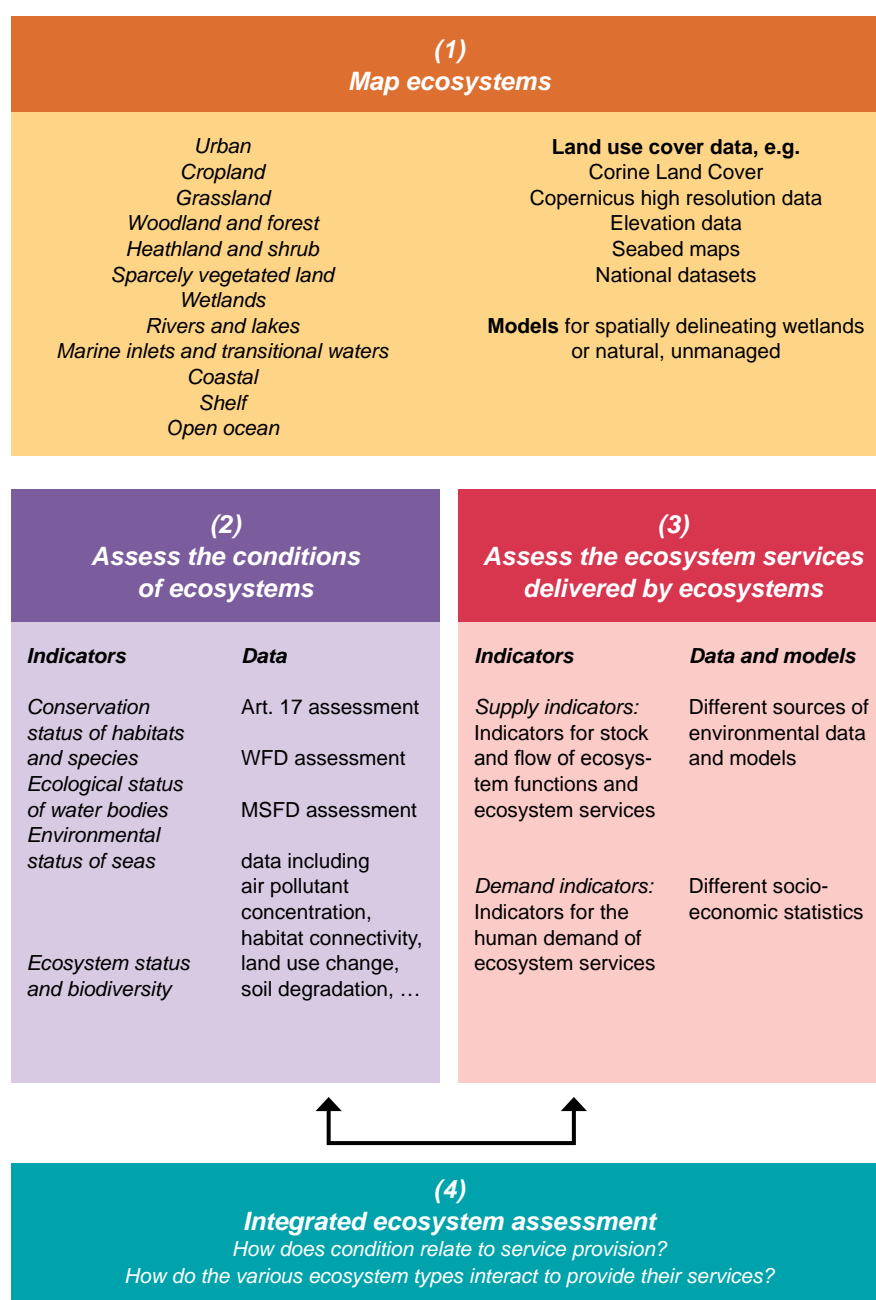 (1)
Map ecosystems
Urban
Cropland
Grassland
Woodland and forest
Heathland and shrub
Sparcely vegetated land
Wetlands
Rivers and lakes
Marine inlets and transitional waters
Coastal
Shelf
Open ocean
Land use cover data, e.g.
Corine Land Cover
Copernicus high resolution data
Elevation data
Seabed maps
National datasets
Models for spatially delineating wetlands
or natural, unmanaged
(2)
Assess the conditions
of ecosystems
Indicators
Conservation
status of habitats
and species
Ecological status
of water bodies
Environmental
status of seas
Ecosystem status
and biodiversity
Data
Art. 17 assessment
WFD assessment
MSFD assessment
data including
air pollutant
concentration,
habitat connectivity,
land use change,
soil degradation, …
(3)
Assess the ecosystem services
delivered by ecosystems
Indicators
Supply indicators:
Indicators for stock
and flow of ecosys-
tem functions and
ecosystem services
Demand indicators:
Indicators for the
human demand of
ecosystem services
Data and models
Different sources of
environmental data
and models
Different socio-
economic statistics
(4)
Integrated ecosystem assessment
How does condition relate to service provision?
How do the various ecosystem types interact to provide their services?